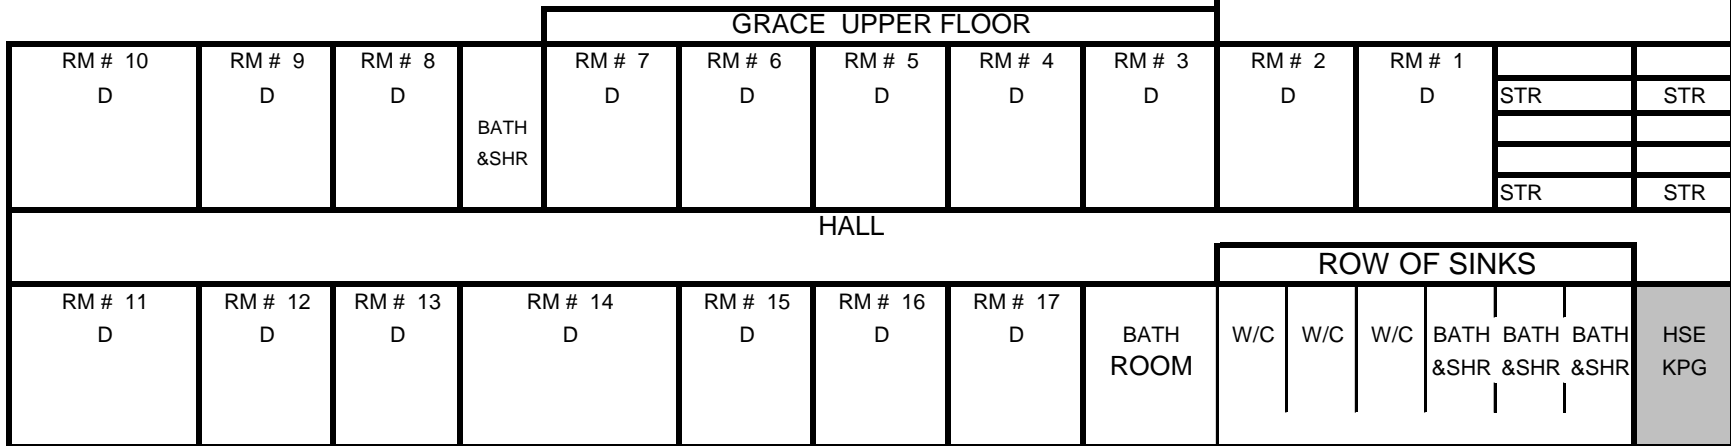 GRACE UPPER FLOOR
RM # 10 RM # 9 RM # 8 RM # 7 RM # 6 RM # 5 RM # 4 RM # 3 RM # 2 RM # 1
D D D D D D D D D D STR STR
BATH
&SHR
STR STR
HALL
ROW OF SINKS
RM # 11 RM # 12 RM # 13 RM # 14 RM # 15 RM # 16 RM # 17
D D D D D D D BATH W/C W/C W/C BATH BATH BATH HSE
ROOM &SHR &SHR &SHR KPG